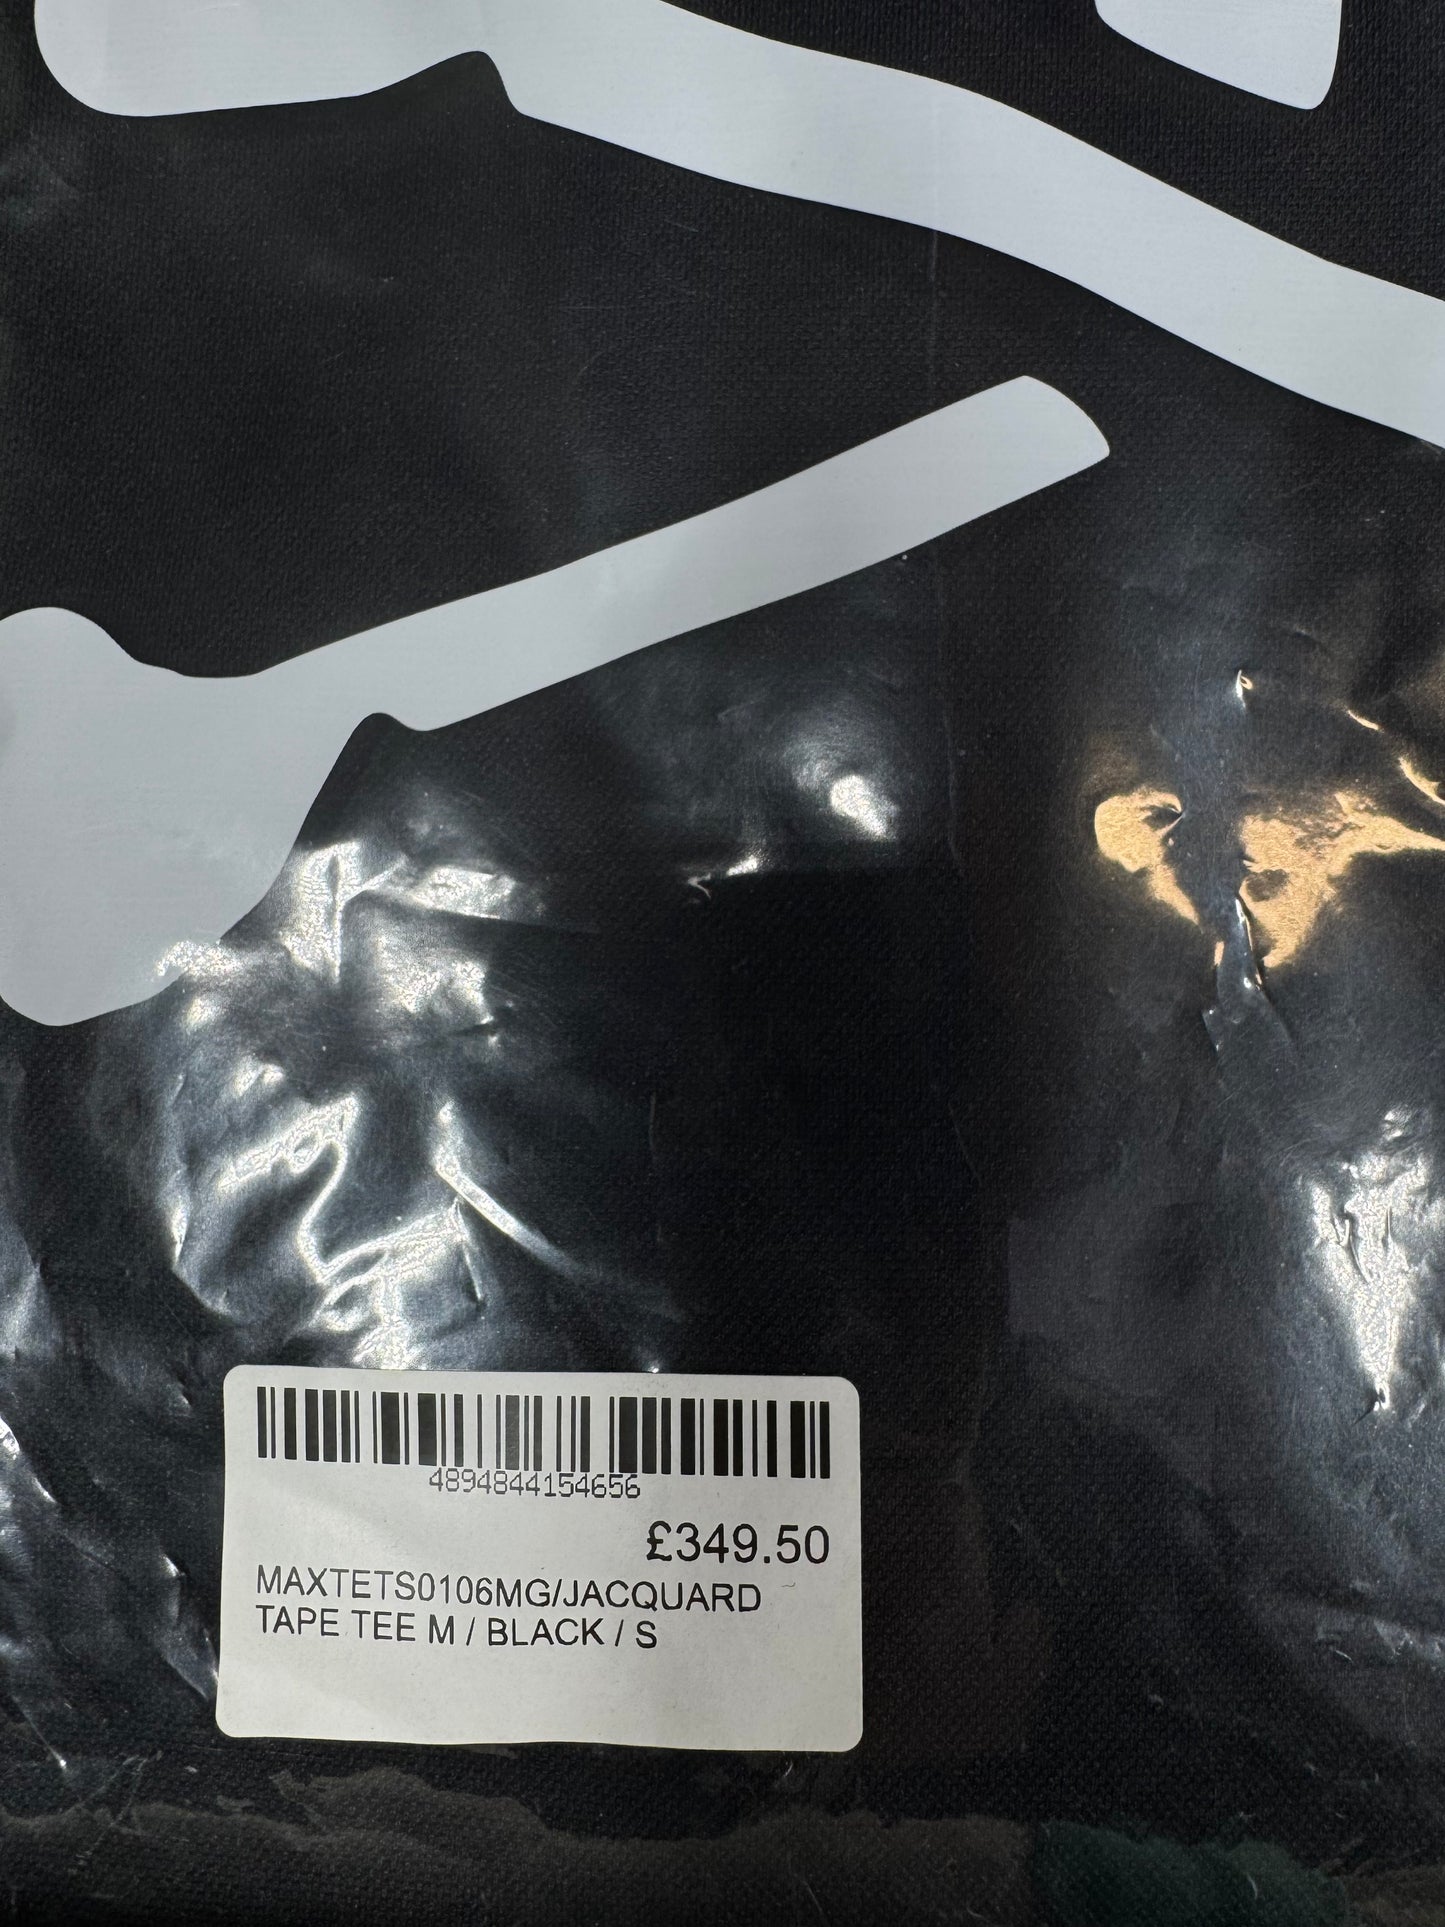 4894844154656
£349.50
MAXTETS0106MG/JACQUARD
TAPE TEE M / BLACK / S